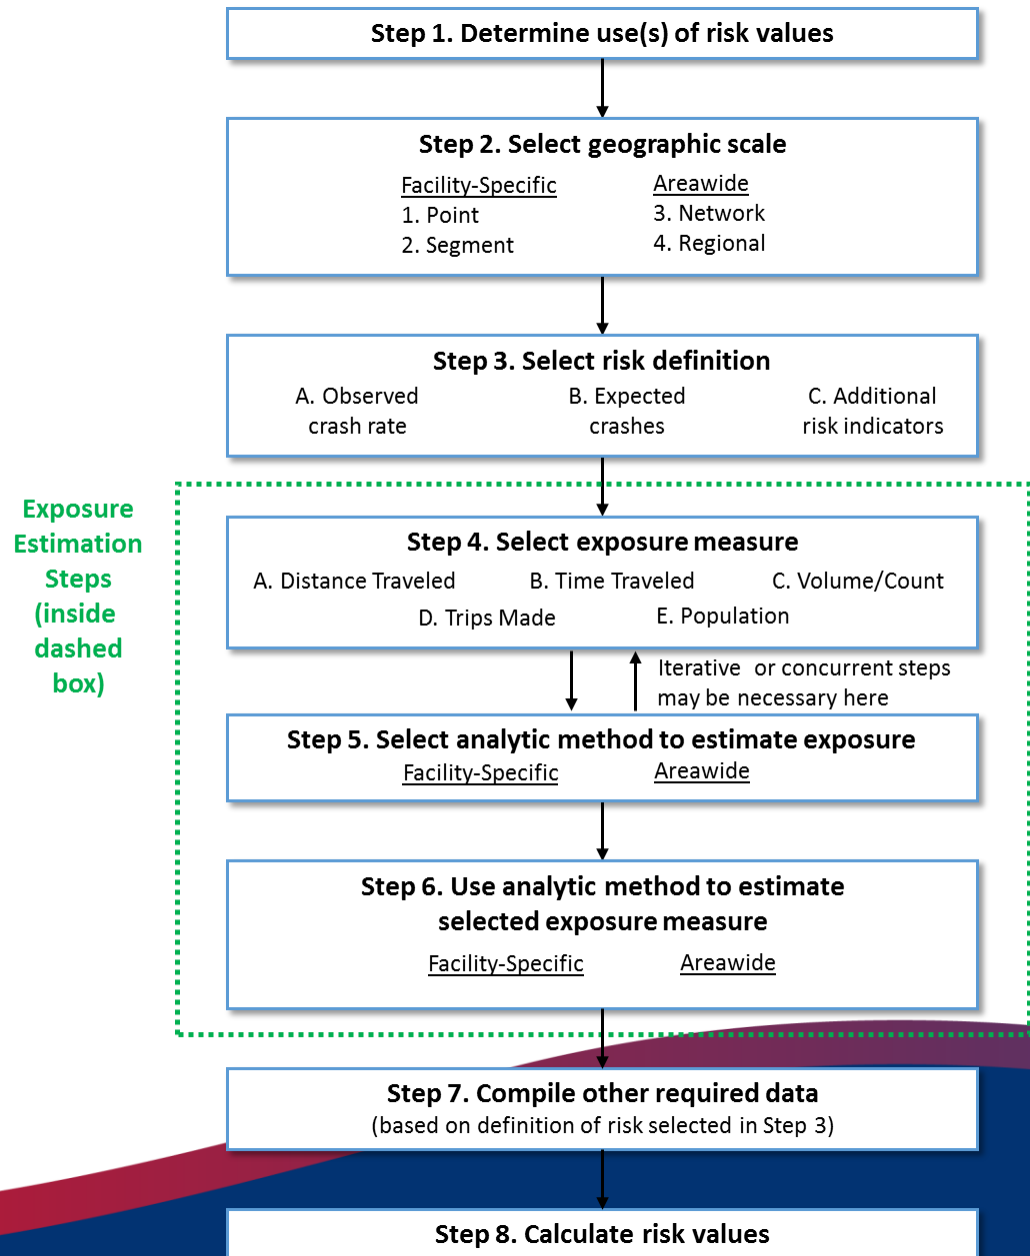 Step 1. Determine use(s) of risk values
Step 2. Select geographic scale
Facility-Specific
1. Point
2. Segment
Areawide
3. Network
4. Regional
Step 3. Select risk definition
A. Observed
crash rate
B. Expected
crashes
C. Additional
risk indicators
Exposure
Estimation
Steps
(inside
dashed
box)
Step 4. Select exposure measure
A. Distance Traveled B. Time Traveled C. Volume/Count
D. Trips Made E. Population
Iterative or concurrent steps
may be necessary here
Step 5. Select analytic method to estimate exposure
Facility-Specific Areawide
Step 6. Use analytic method to estimate
selected exposure measure
Facility-Specific Areawide
Step 7. Compile other required data
(based on definition of risk selected in Step 3)
Step 8. Calculate risk values